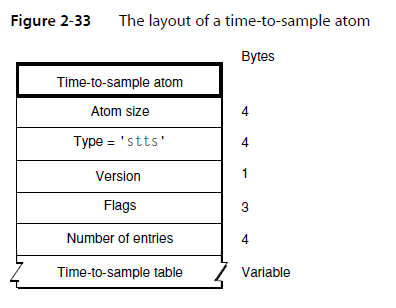 Figure 2-33 The layout of a time-to-sample atom
Bytes
Time-to-sample atom
Atom size 4
Type = 'stts' 4
Version 1
Flags 3
Number of entries 4
Time-to-sample table Variable